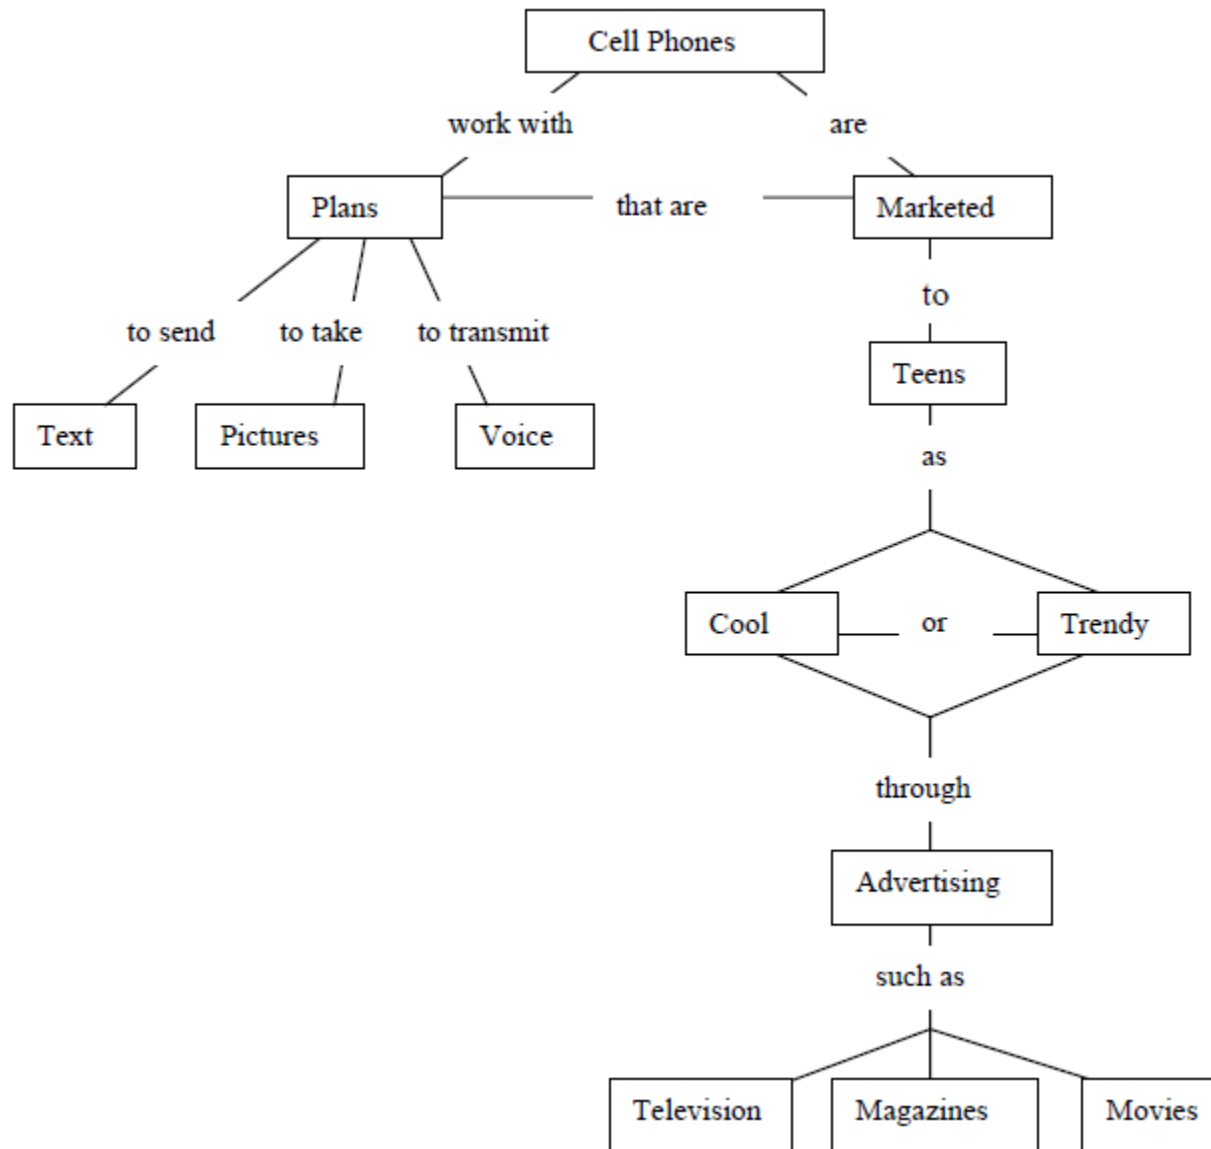 Cell Phones
work with are
Plans that are Marketed
to
to send to take to transmit
Teens
Text Pictures Voice
as
Cool or Trendy
through
Advertising
such as
Television Magazines Movies